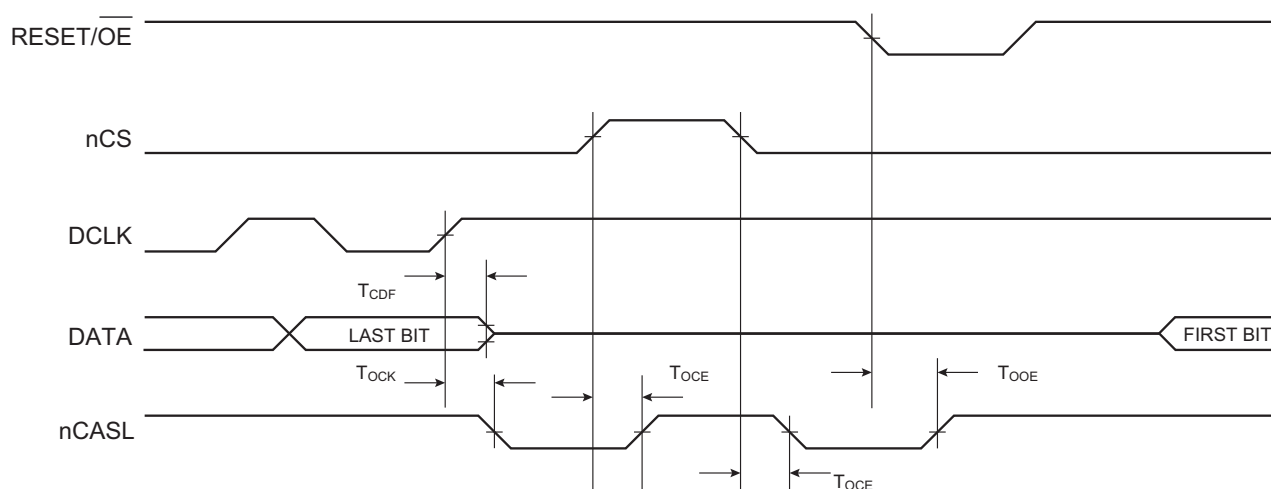 RESET/OE
nCS
DCLK
TCDF
DATA
LAST BIT
FIRST BIT
TOCK
TOCE
TOOE
nCASL
TOCE